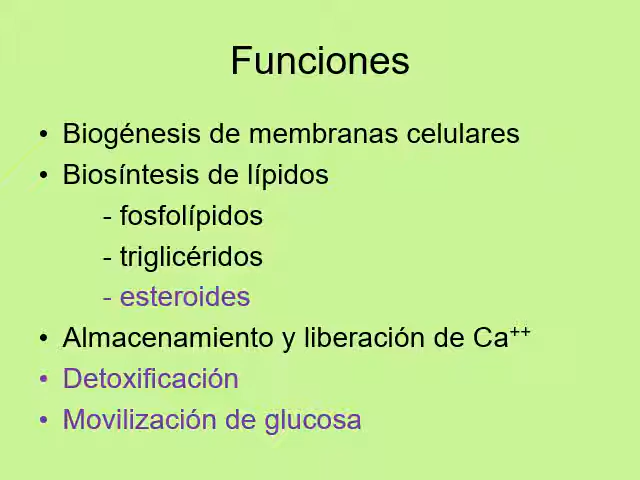 Funciones
• Biogénesis de membranas celulares
• Biosíntesis de lípidos
- fosfolípidos
- triglicéridos
- esteroides
• Almacenamiento y liberación de Ca⁺⁺
• Detoxificación
• Movilización de glucosa